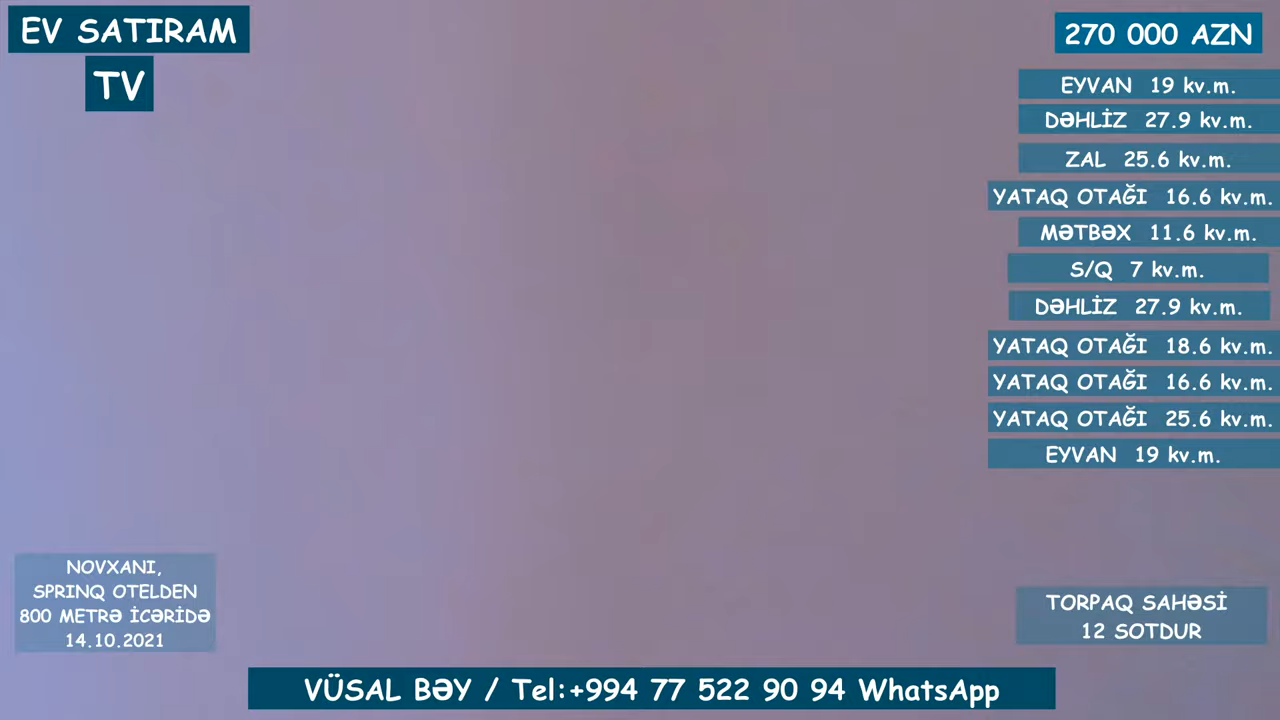 EV SATIRAM
TV
270 000 AZN
EYVAN 19 kv.m.
DƏHLİZ 27.9 kv.m.
ZAL 25.6 kv.m.
YATAQ OTAĞI 16.6 kv.m.
MƏTBƏX 11.6 kv.m.
S/Q 7 kv.m.
DƏHLİZ 27.9 kv.m.
YATAQ OTAĞI 18.6 kv.m.
YATAQ OTAĞI 16.6 kv.m.
YATAQ OTAĞI 25.6 kv.m.
EYVAN 19 kv.m.
NOVXANI,
SPRINQ OTELDEN
800 METRƏ İCƏRİDƏ
14.10.2021
TORPAQ SAHƏSİ
12 SOTDUR
VÜSAL BƏY / Tel:+994 77 522 90 94 WhatsApp